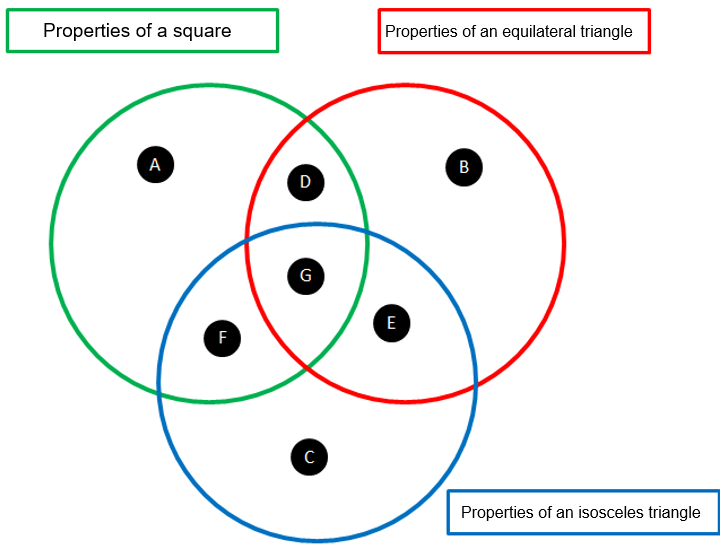 Properties of a square
Properties of an equilateral triangle
A
B
D
G
E
F
C
Properties of an isosceles triangle